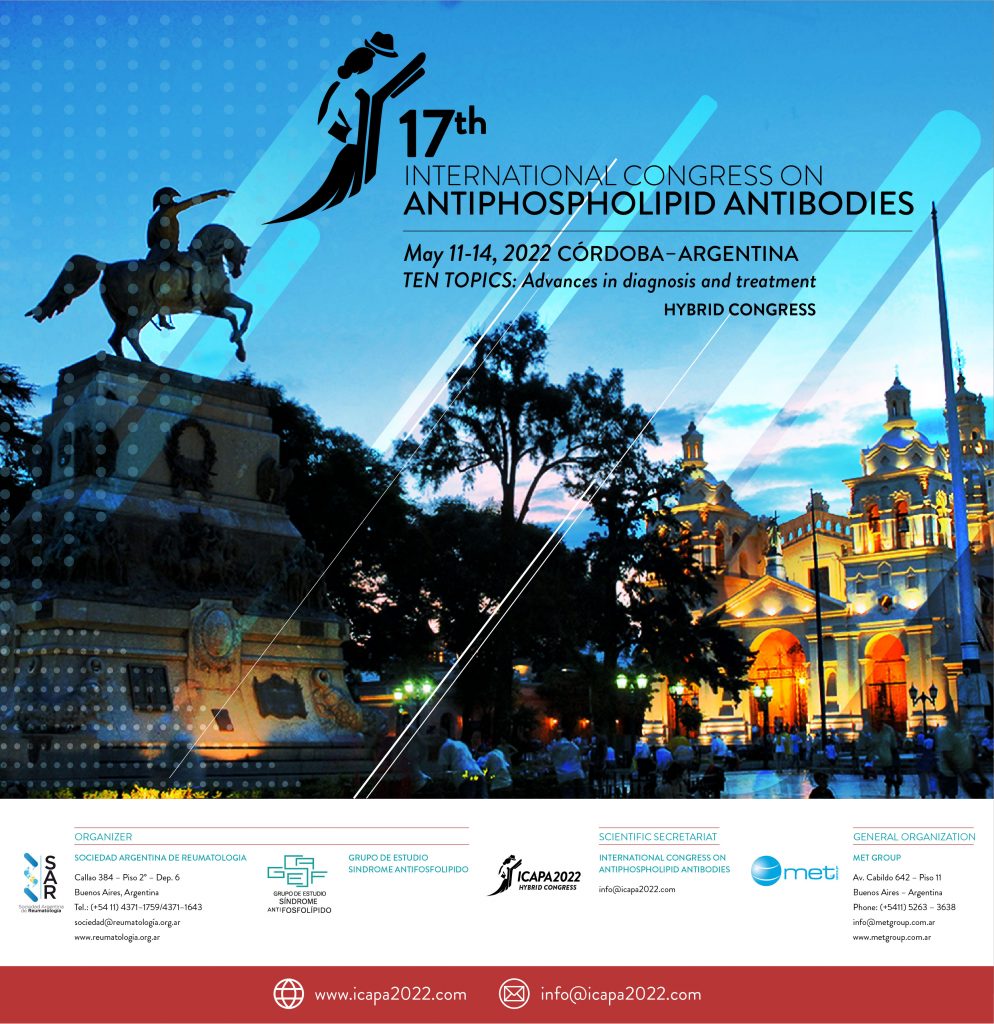 17th
INTERNATIONAL CONGRESS ON
ANTIPHOSPHOLIPID ANTIBODIES
May 11-14, 2022 CÓRDOBA–ARGENTINA
TEN TOPICS: Advances in diagnosis and treatment
HYBRID CONGRESS
SAR
Sociedad Argentina
de Reumatología
ORGANIZER
SOCIEDAD ARGENTINA DE REUMATOLOGIA
Callao 384 – Piso 2º – Dep. 6
Buenos Aires, Argentina
Tel.: (+54 11) 4371–1759/4371–1643
sociedad@reumatologia.org.ar
www.reumatologia.org.ar
GRUPO DE ESTUDIO
SÍNDROME
ANTIFOSFOLÍPIDO
GRUPO DE ESTUDIO
SINDROME ANTIFOSFOLIPIDO
ICAPA2022
HYBRID CONGRESS
SCIENTIFIC SECRETARIAT
INTERNATIONAL CONGRESS ON
ANTIPHOSPHOLIPID ANTIBODIES
info@icapa2022.com
met
GENERAL ORGANIZATION
MET GROUP
Av. Cabildo 642 – Piso 11
Buenos Aires – Argentina
Phone: (+5411) 5263 – 3638
info@metgroup.com.ar
www.metgroup.com.ar
www.icapa2022.com
info@icapa2022.com